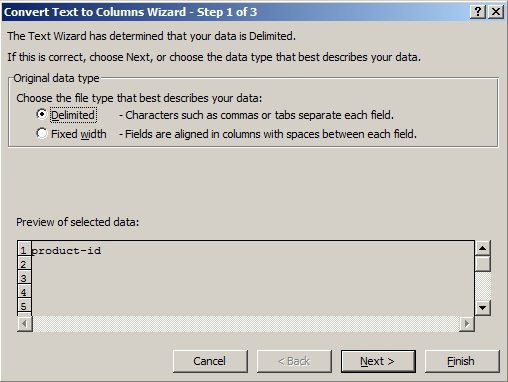 Convert Text to Columns Wizard - Step 1 of 3
The Text Wizard has determined that your data is Delimited.
If this is correct, choose Next, or choose the data type that best describes your data.
Original data type
Choose the file type that best describes your data:
Delimited - Characters such as commas or tabs separate each field.
Fixed width - Fields are aligned in columns with spaces between each field.
Preview of selected data:
1 product-id
2
3
4
5
Cancel < Back Next > Finish